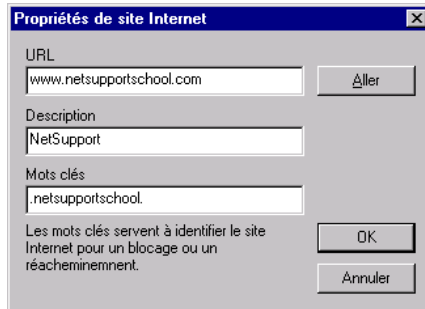 Propriétés de site Internet
URL
www.netsupportschool.com
Aller
Description
NetSupport
Mots clés
.netsupportschool.
Les mots clés servent à identifier le site
Internet pour un blocage ou un
réacheminemnent.
OK
Annuler